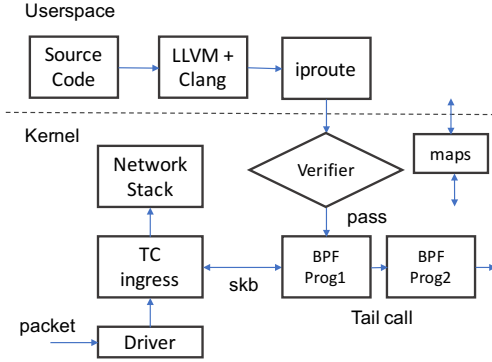 Userspace
Source
Code
LLVM +
Clang
iproute
Kernel
Network
Stack
Verifier
maps
pass
TC
ingress
skb
BPF
Prog1
BPF
Prog2
Tail call
packet
Driver